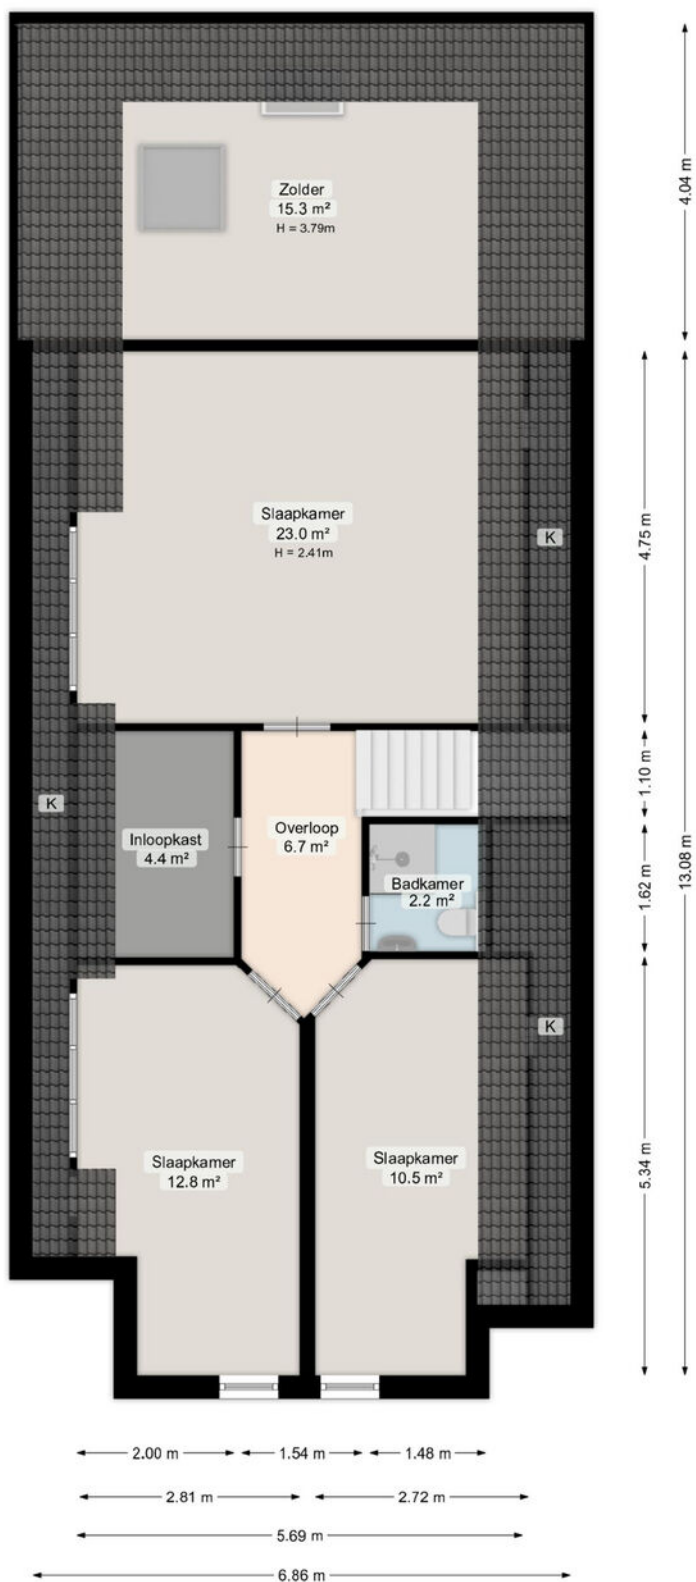 Zolder
15.3 m²
H = 3.79m
4.04 m
Slaapkamer
23.0 m²
H = 2.41m
K
4.75 m
K
Inloopkast
4.4 m²
Overloop
6.7 m²
Badkamer
2.2 m²
1.10 m
1.62 m
13.08 m
K
Slaapkamer
12.8 m²
Slaapkamer
10.5 m²
5.34 m
2.00 m
1.54 m
1.48 m
2.81 m
2.72 m
5.69 m
6.86 m